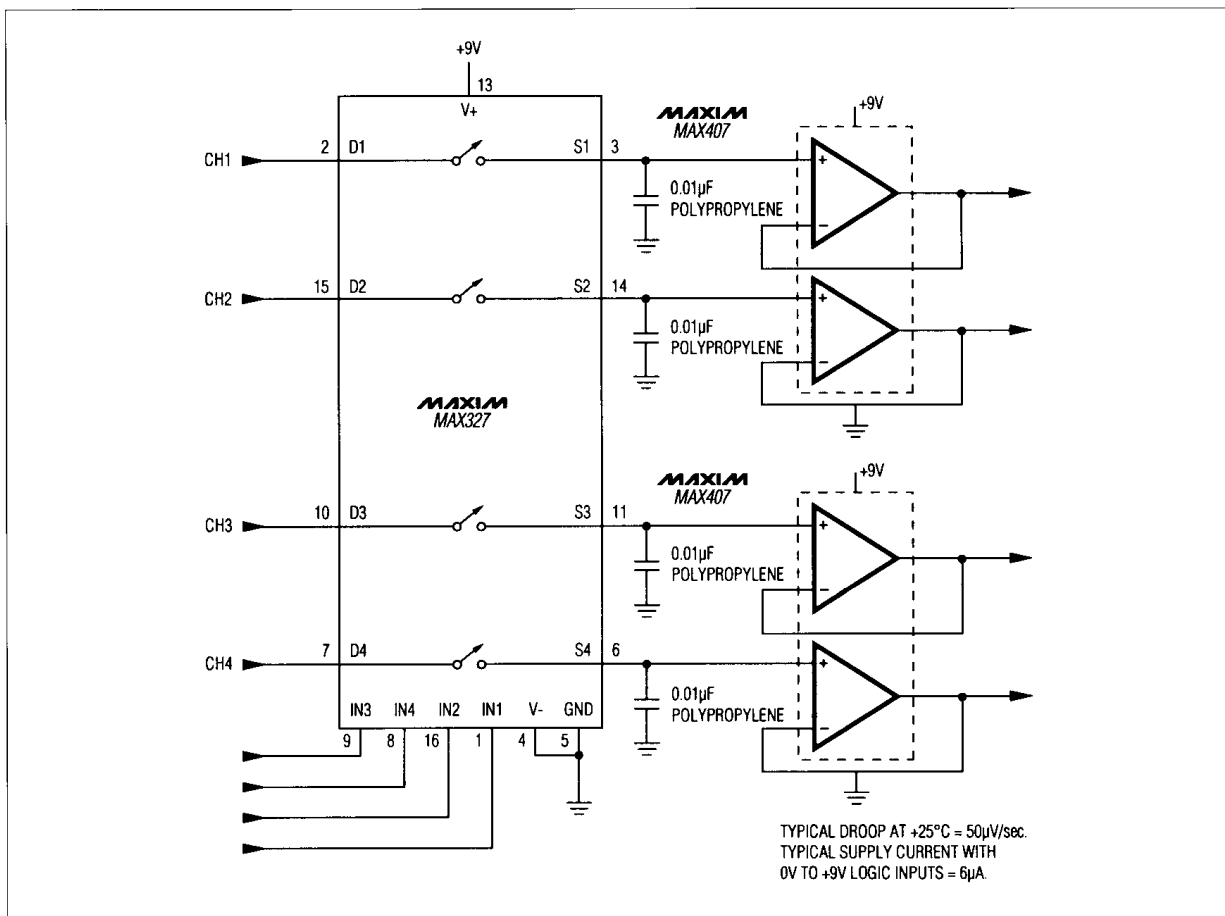 +9V
13
V+
MAXIM
MAX407
+9V
CH1
2
D1
S1
3
+
−
0.01µF
POLYPROPYLENE
CH2
15
D2
S2
14
+
−
0.01µF
POLYPROPYLENE
MAXIM
MAX327
MAXIM
MAX407
+9V
CH3
10
D3
S3
11
+
−
0.01µF
POLYPROPYLENE
CH4
7
D4
S4
6
+
−
0.01µF
POLYPROPYLENE
IN3 IN4 IN2 IN1 V- GND
9 8 16 1 4 5
TYPICAL DROOP AT +25°C = 50µV/sec.
TYPICAL SUPPLY CURRENT WITH
0V TO +9V LOGIC INPUTS = 6µA.